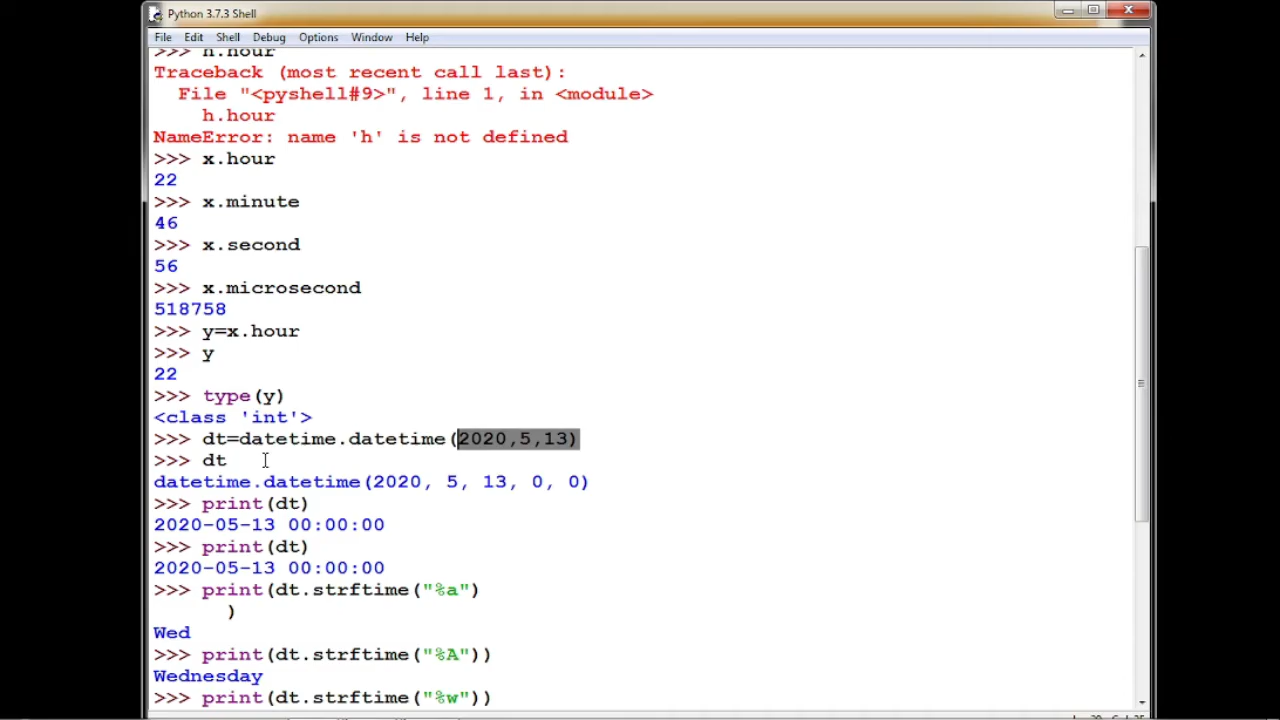 Python 3.7.3 Shell
File Edit Shell Debug Options Window Help
>>> h.hour
Traceback (most recent call last):
  File "<pyshell#9>", line 1, in <module>
    h.hour
NameError: name 'h' is not defined
>>> x.hour
22
>>> x.minute
46
>>> x.second
56
>>> x.microsecond
518758
>>> y=x.hour
>>> y
22
>>> type(y)
<class 'int'>
>>> dt=datetime.datetime(2020,5,13)
>>> dt
datetime.datetime(2020, 5, 13, 0, 0)
>>> print(dt)
2020-05-13 00:00:00
>>> print(dt)
2020-05-13 00:00:00
>>> print(dt.strftime("%a")
      )
Wed
>>> print(dt.strftime("%A"))
Wednesday
>>> print(dt.strftime("%w"))